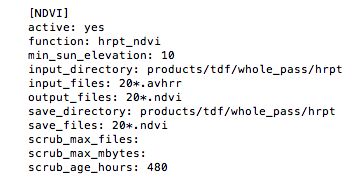 [NDVI]
active: yes
function: hrpt_ndvi
min_sun_elevation: 10
input_directory: products/tdf/whole_pass/hrpt
input_files: 20*.avhrr
output_files: 20*.ndvi
save_directory: products/tdf/whole_pass/hrpt
save_files: 20*.ndvi
scrub_max_files:
scrub_max_mbytes:
scrub_age_hours: 480